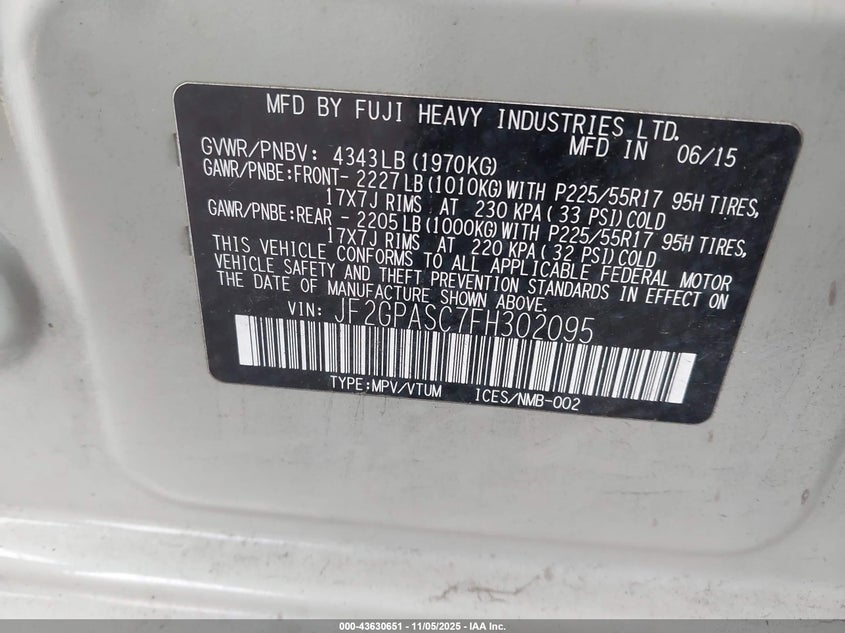 MFD BY FUJI HEAVY INDUSTRIES LTD.
MFD IN 06/15
GVWR/PNBV: 4343LB(1970KG)
GAWR/PNBE:FRONT- 2227LB(1010KG)WITH P225/55R17 95H TIRES,
17X7J RIMS AT 230 KPA( 33 PSI)COLD
GAWR/PNBE:REAR - 2205LB(1000KG)WITH P225/55R17 95H TIRES,
17X7J RIMS AT 220 KPA( 32 PSI)COLD
THIS VEHICLE CONFORMS TO ALL APPLICABLE FEDERAL MOTOR
VEHICLE SAFETY AND THEFT PREVENTION STANDARDS IN EFFECT ON
THE DATE OF MANUFACTURE SHOWN ABOVE.
VIN: JF2GPASC7FH302095
TYPE:MPV/VTUM ICES/NMB-002
000-43630651 - 11/05/2025 - IAA Inc.